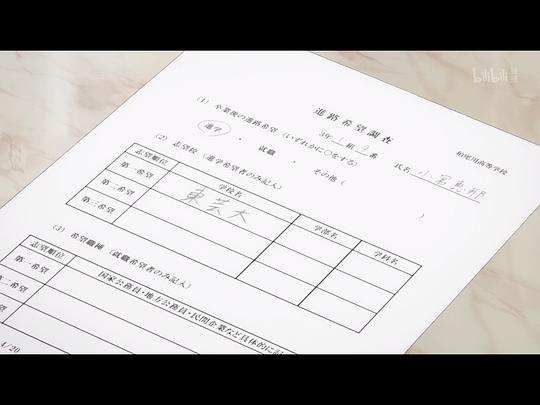 bilibili
進路希望調査
柏尾川高等学校
3年1組 番 氏名 小宮恵那
(1) 卒業後の進路希望(いずれかに○をする)
進学 ・ 就職 ・ その他( )
(2) 志望校(進学希望者のみ記入)
志望順位 学校名 学部名 学科名
第一希望 東芸大
第二希望
第三希望
(3) 希望職種(就職希望者のみ記入)
志望順位 国家公務員・地方公務員・民間企業など具体的に記
第一希望
第二希望
希望
4/20